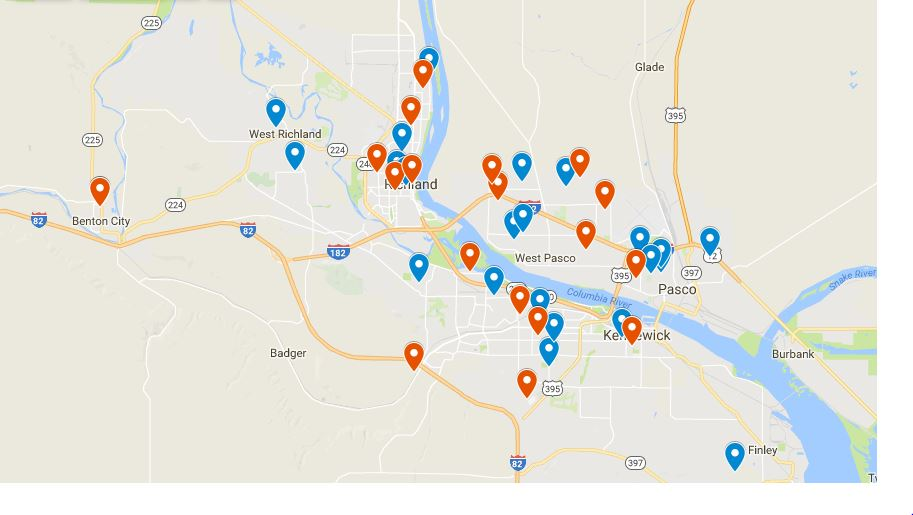 225
Glade
395
West Richland
225
224
Richland
Benton City
224
82
82
182
West Pasco
395
397
Pasco
Columbia River
Snake River
Kennewick
Badger
Burbank
395
Finley
82
397